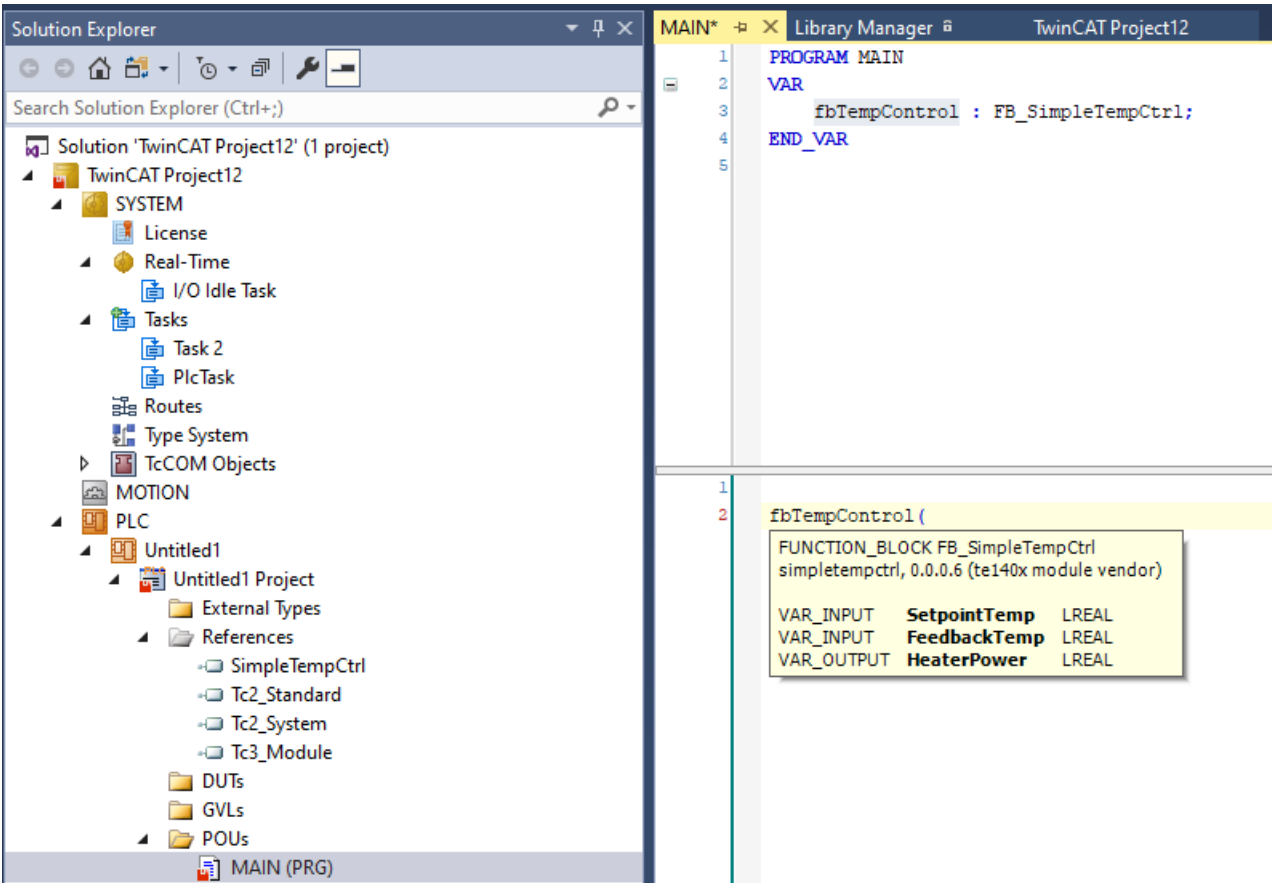 Solution Explorer
Search Solution Explorer (Ctrl+;)
Solution 'TwinCAT Project12' (1 project)
TwinCAT Project12
SYSTEM
License
Real-Time
I/O Idle Task
Tasks
Task 2
PlcTask
Routes
Type System
TcCOM Objects
MOTION
PLC
Untitled1
Untitled1 Project
External Types
References
SimpleTempCtrl
Tc2_Standard
Tc2_System
Tc3_Module
DUTs
GVLs
POUs
MAIN (PRG)
MAIN* Library Manager TwinCAT Project12
1 PROGRAM MAIN
2 VAR
3 fbTempControl : FB_SimpleTempCtrl;
4 END_VAR
5
1
2 fbTempControl(
FUNCTION_BLOCK FB_SimpleTempCtrl
simpletempctrl, 0.0.0.6 (te140x module vendor)
VAR_INPUT SetpointTemp LREAL
VAR_INPUT FeedbackTemp LREAL
VAR_OUTPUT HeaterPower LREAL